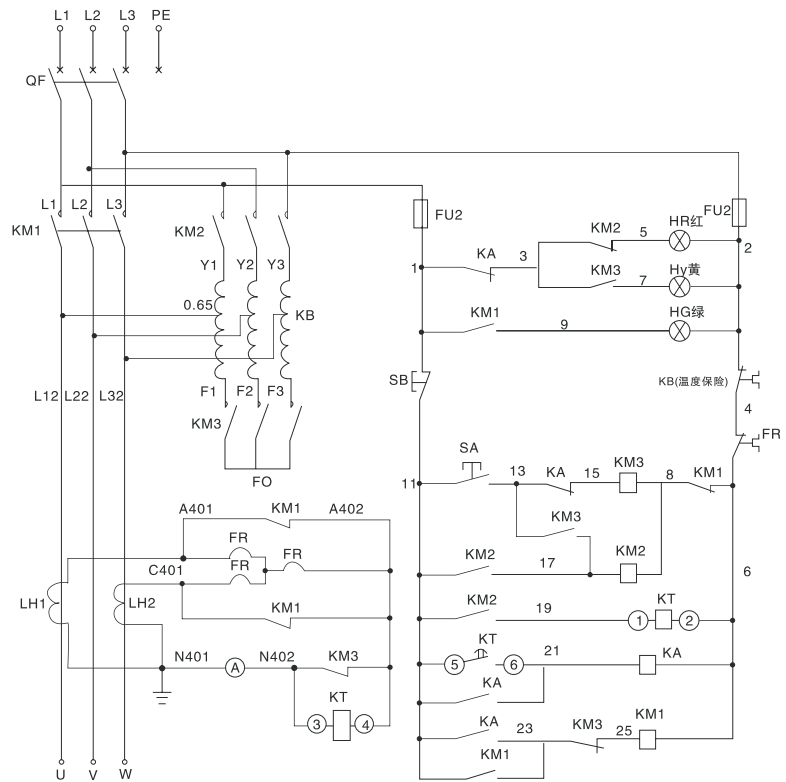 L1 L2 L3 PE
QF
L1 L2 L3
KM1
KM2
FU2
FU2
KM2 5 HR红
KA 3
1
2
KM3 7 Hy黄
Y1 Y2 Y3
0.65
KB
KM1 9 HG绿
SB
KB(温度保险)
F1 F2 F3
L12 L22 L32
4
KM3
FR
FO
SA
11 13 KA 15 KM3 8 KM1
A401 KM1 A402
KM3
FR
FR
C401 FR
KM2 17 KM2
6
LH1 LH2
KM1
KM2 19 KT
1 2
KT 21 KA
5 6
N401 A N402 KM3
KT
3 4
KA
KA 23 KM3 25 KM1
KM1
U V W